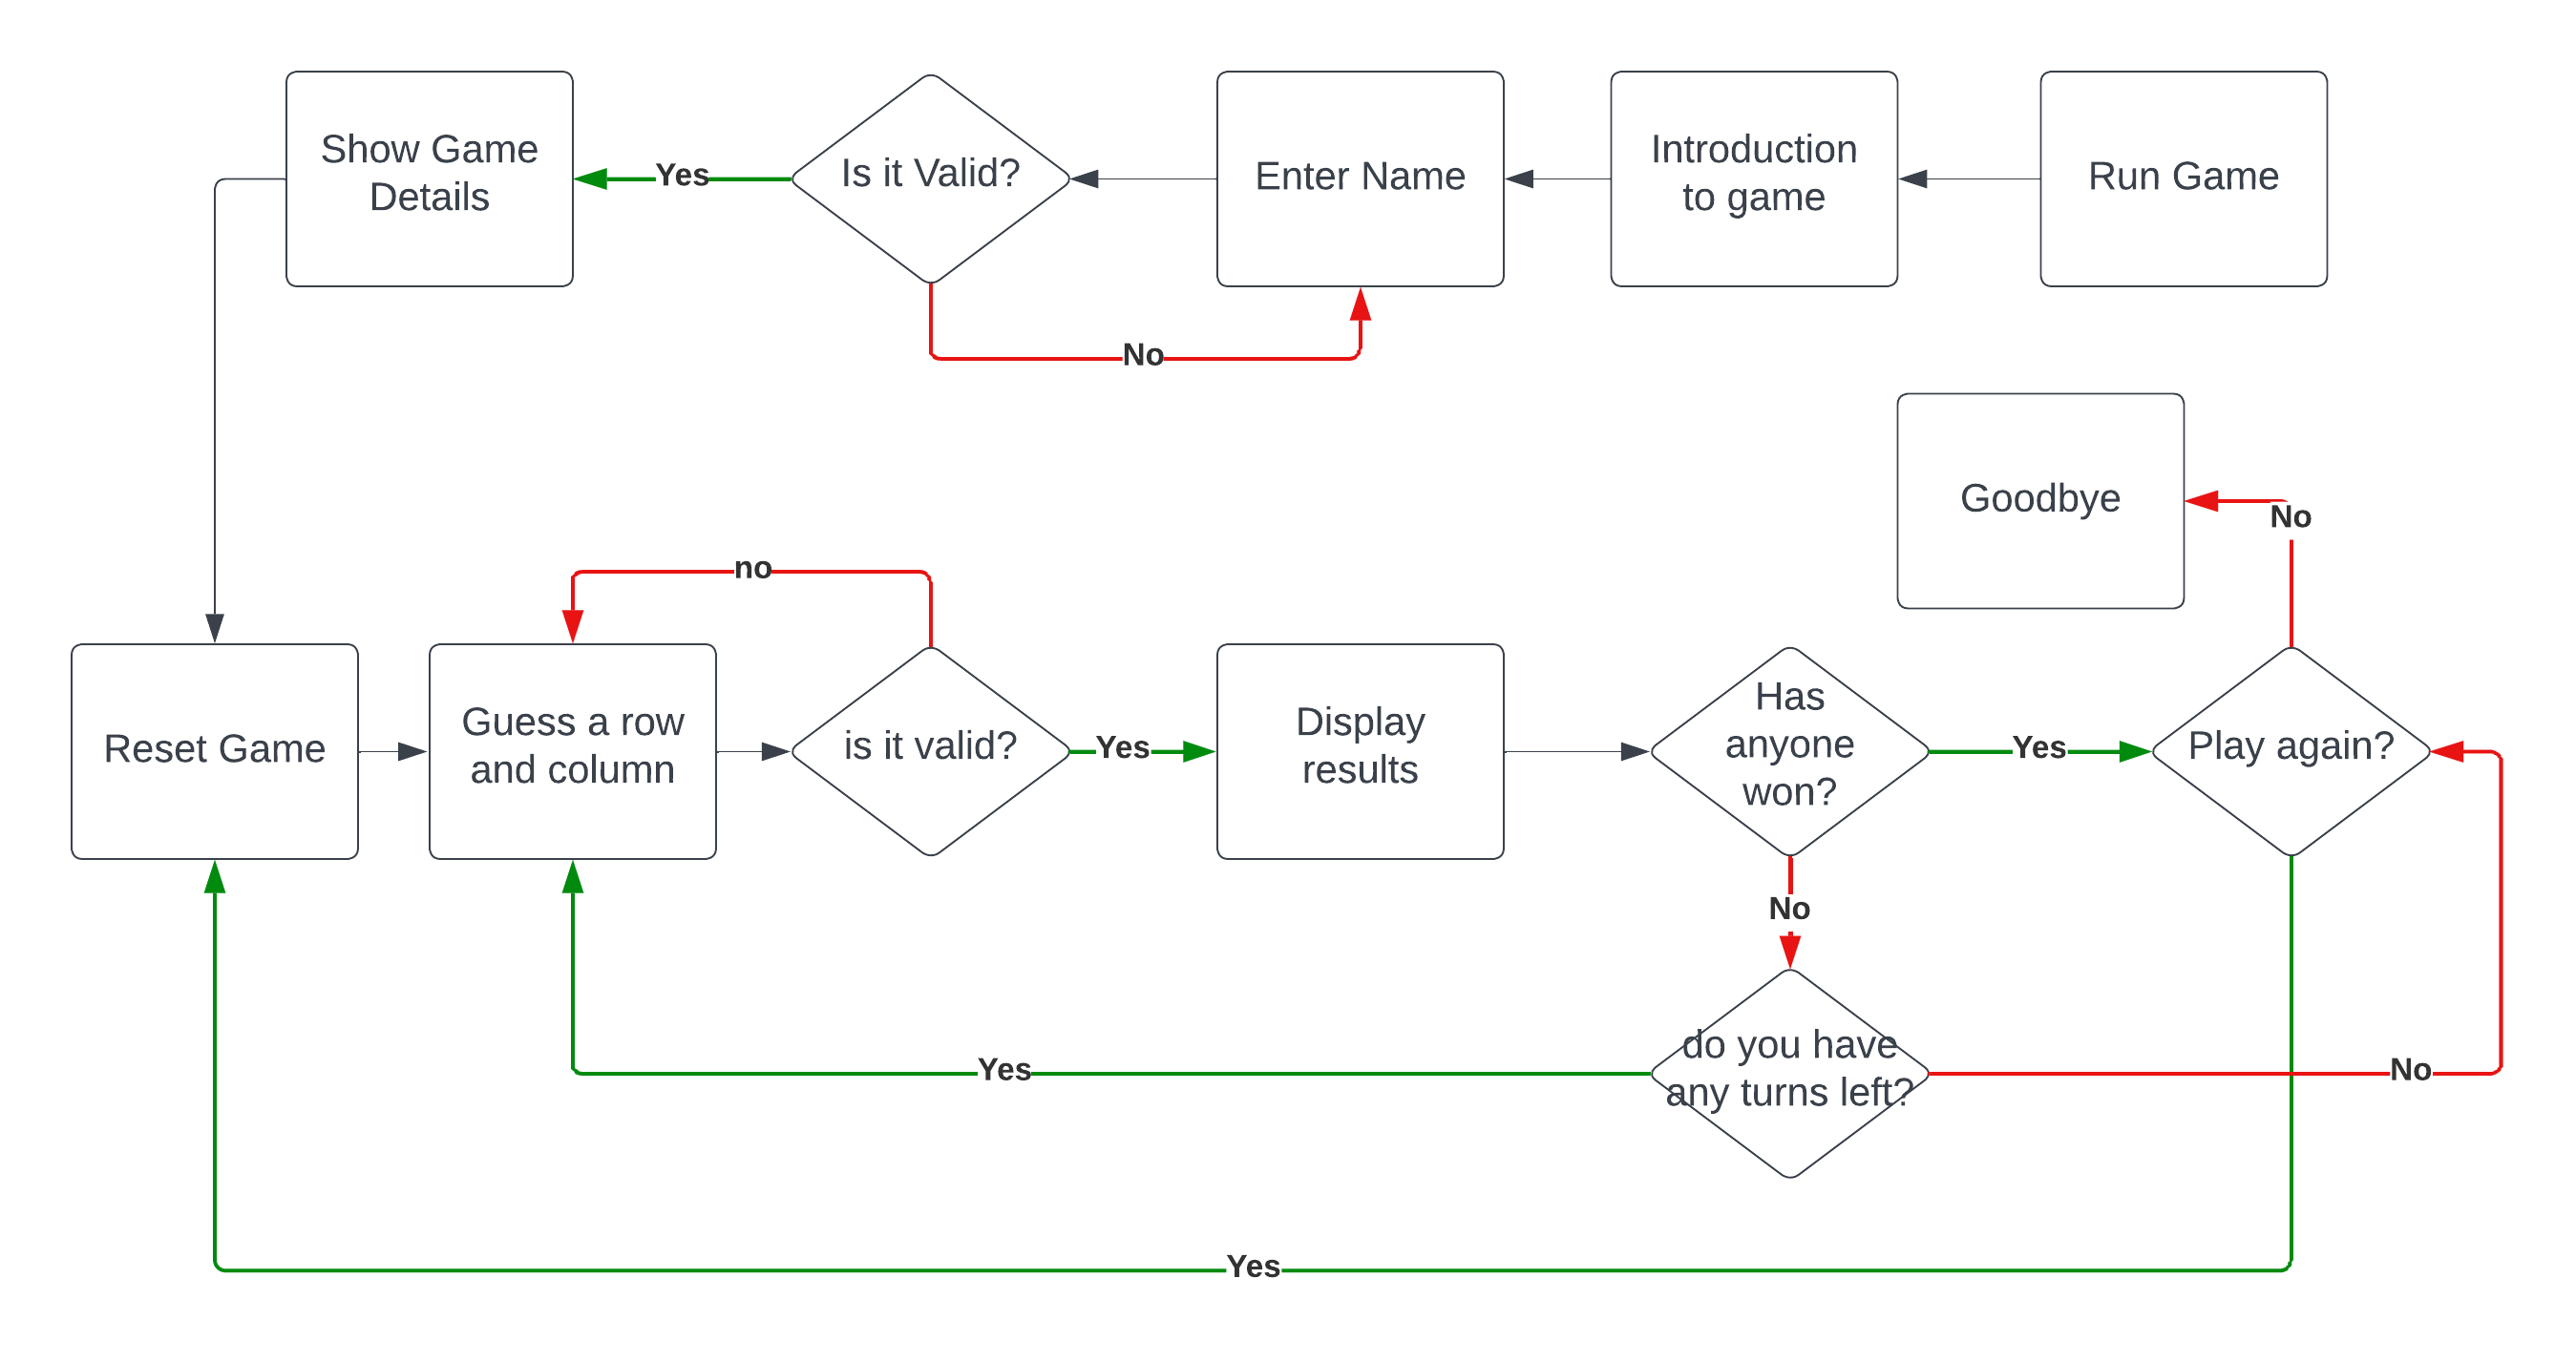 Show Game
Details
Yes
Is it Valid?
Enter Name
Introduction
to game
Run Game
No
Goodbye
No
no
Reset Game
Guess a row
and column
is it valid?
Yes
Display
results
Has
anyone
won?
Yes
Play again?
No
do you have
any turns left?
Yes
No
Yes